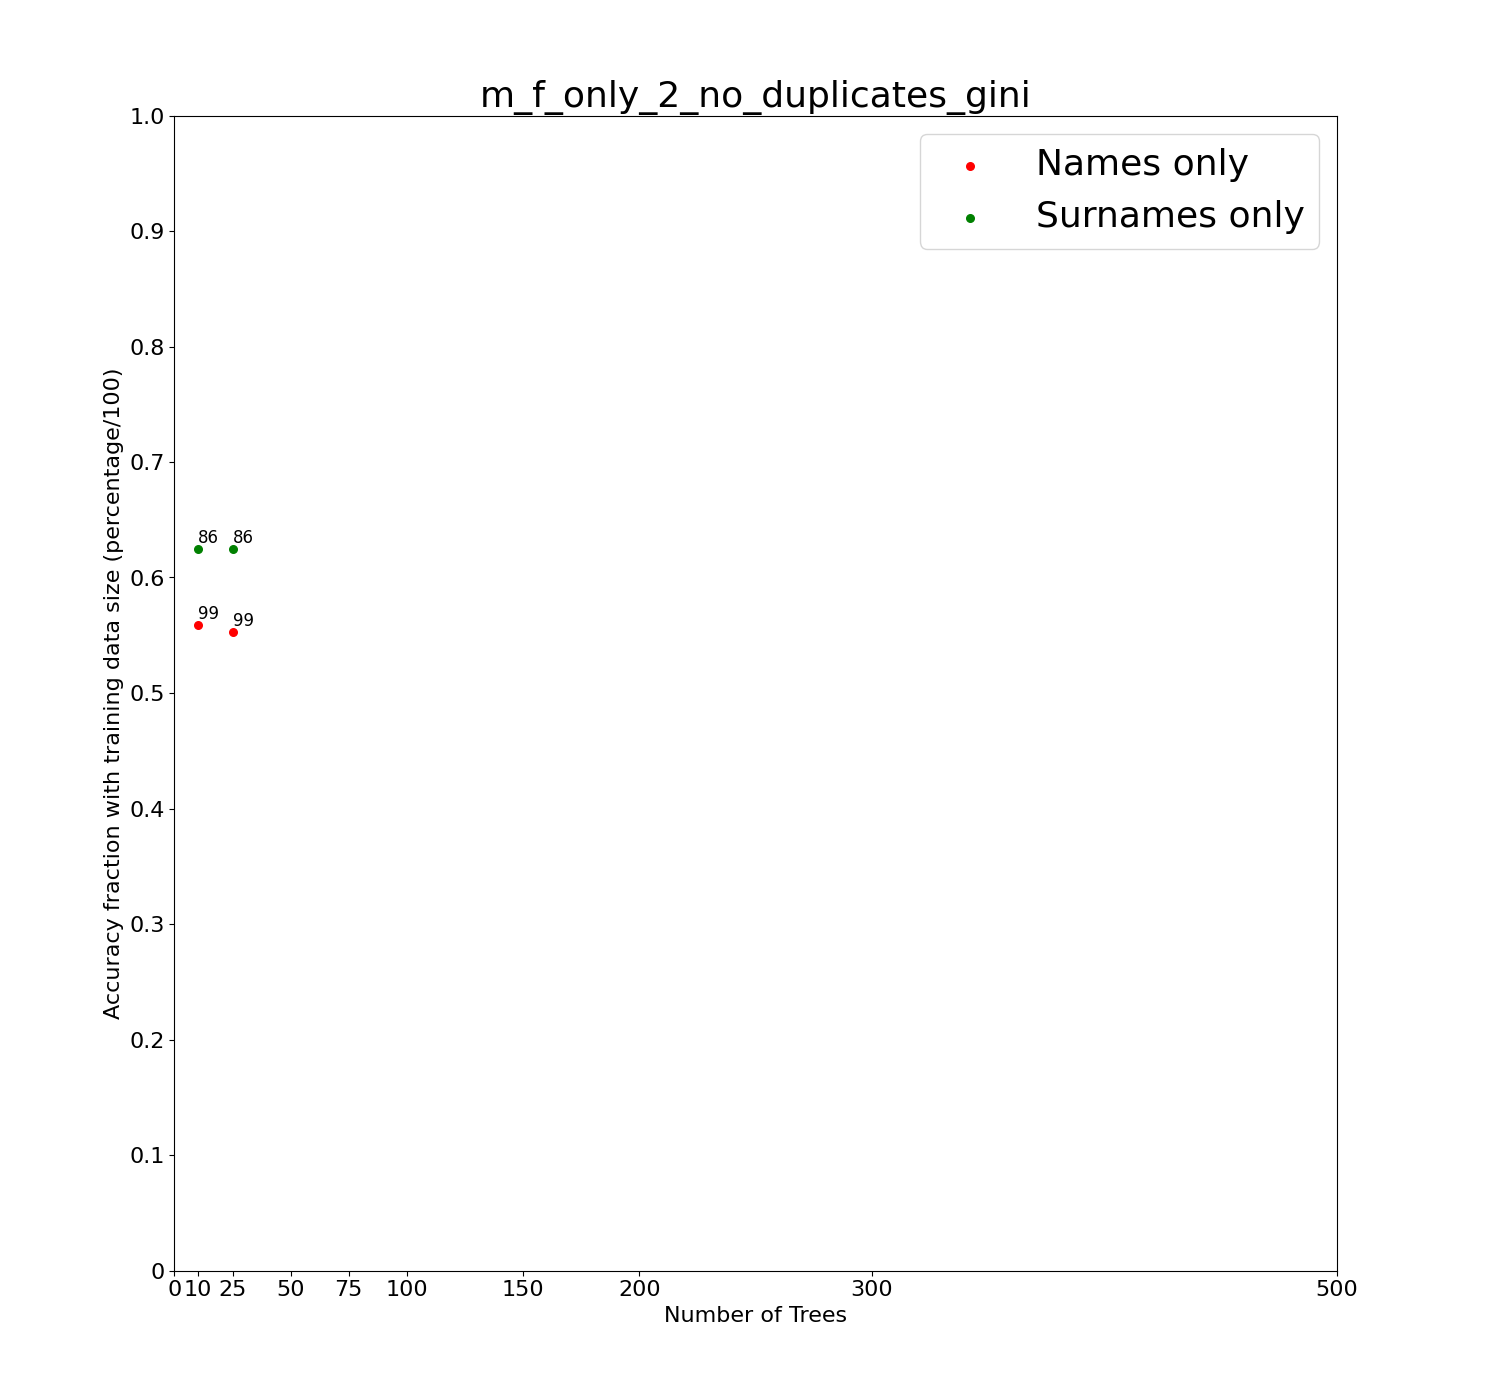 m_f_only_2_no_duplicates_gini
Names only
Surnames only
Accuracy fraction with training data size (percentage/100)
1.0
0.9
0.8
0.7
0.6
0.5
0.4
0.3
0.2
0.1
0
86
86
99
99
0 10 25 50 75 100 150 200 300 500
Number of Trees